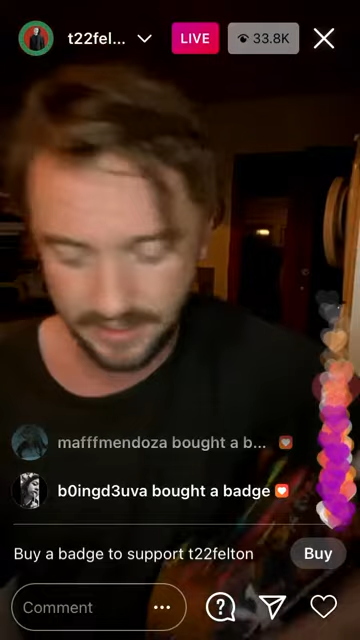 t22fel...
LIVE
33.8K
mafffmendoza bought a b...
b0ingd3uva bought a badge
Buy a badge to support t22felton
Buy
Comment